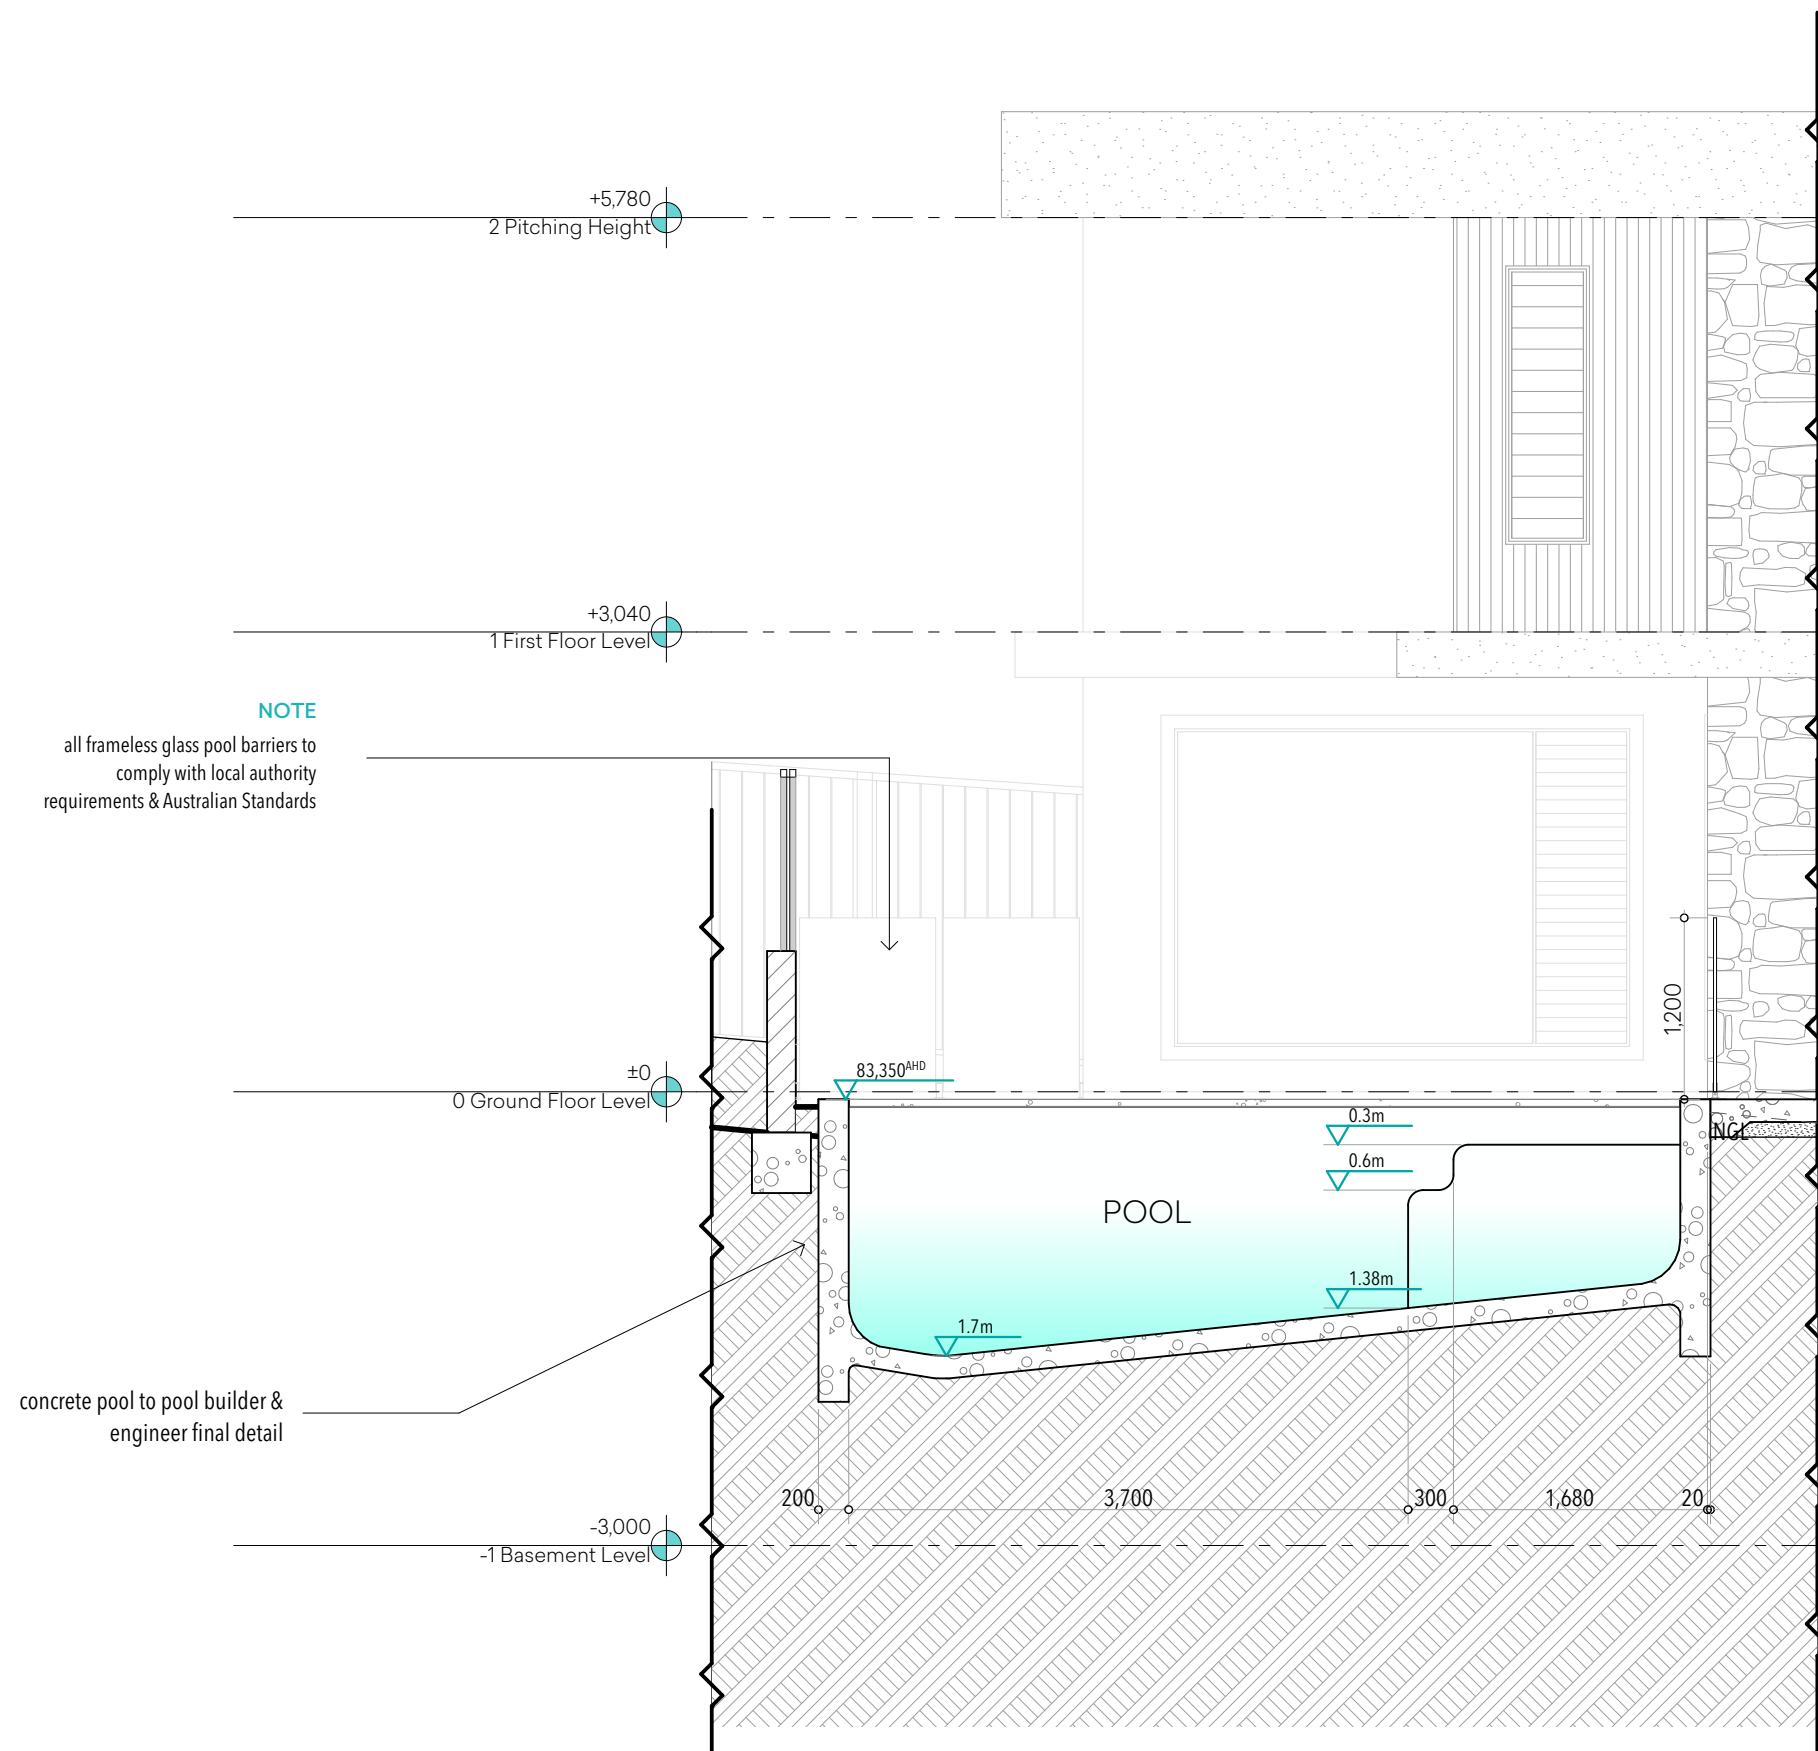 +5,780
2 Pitching Height
+3,040
1 First Floor Level
NOTE
all frameless glass pool barriers to
comply with local authority
requirements & Australian Standards
1,200
±0
0 Ground Floor Level
83,350AHD
0.3m
NGL
0.6m
POOL
1.38m
1.7m
concrete pool to pool builder &
engineer final detail
200
3,700
300
1,680
20
-3,000
-1 Basement Level